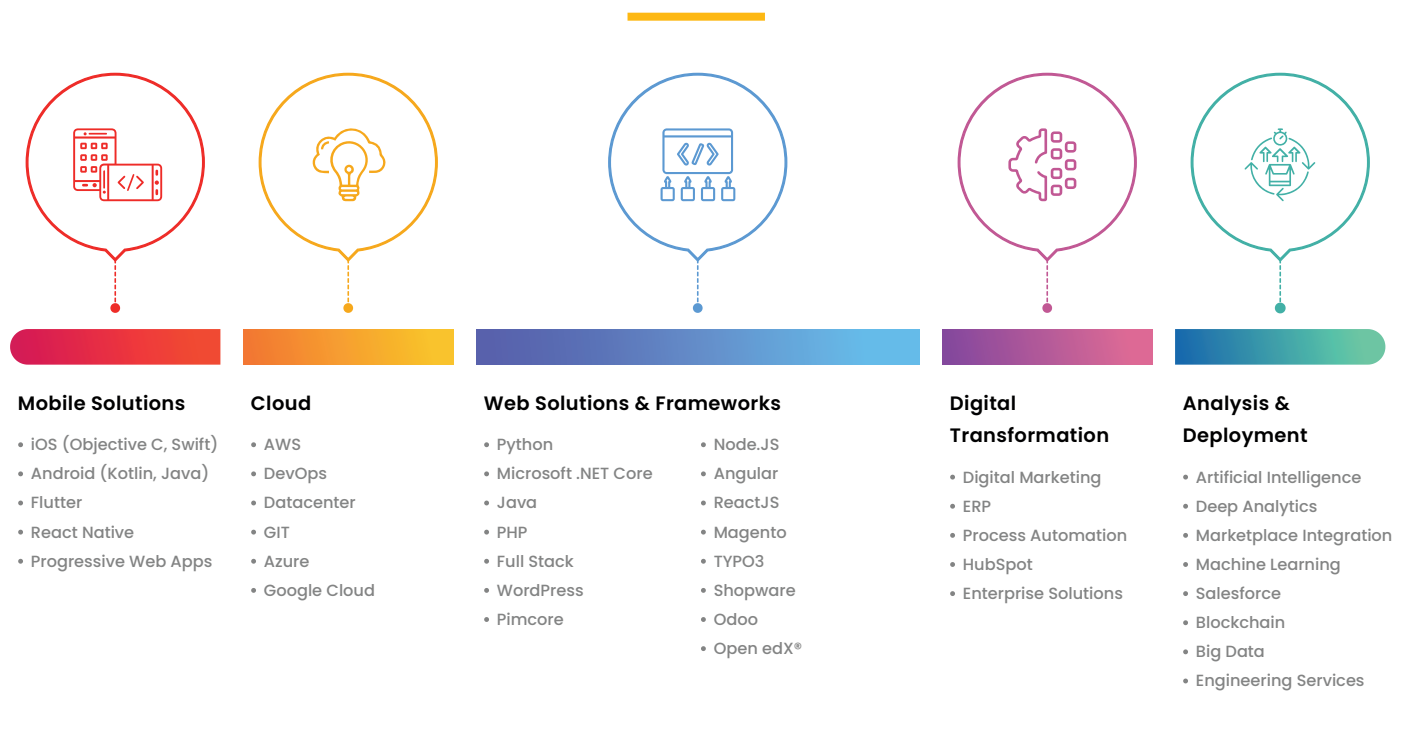 Mobile Solutions
• iOS (Objective C, Swift)
• Android (Kotlin, Java)
• Flutter
• React Native
• Progressive Web Apps
Cloud
• AWS
• DevOps
• Datacenter
• GIT
• Azure
• Google Cloud
Web Solutions & Frameworks
• Python
• Microsoft .NET Core
• Java
• PHP
• Full Stack
• WordPress
• Pimcore
• Node.JS
• Angular
• ReactJS
• Magento
• TYPO3
• Shopware
• Odoo
• Open edX®
Digital
Transformation
• Digital Marketing
• ERP
• Process Automation
• HubSpot
• Enterprise Solutions
Analysis &
Deployment
• Artificial Intelligence
• Deep Analytics
• Marketplace Integration
• Machine Learning
• Salesforce
• Blockchain
• Big Data
• Engineering Services